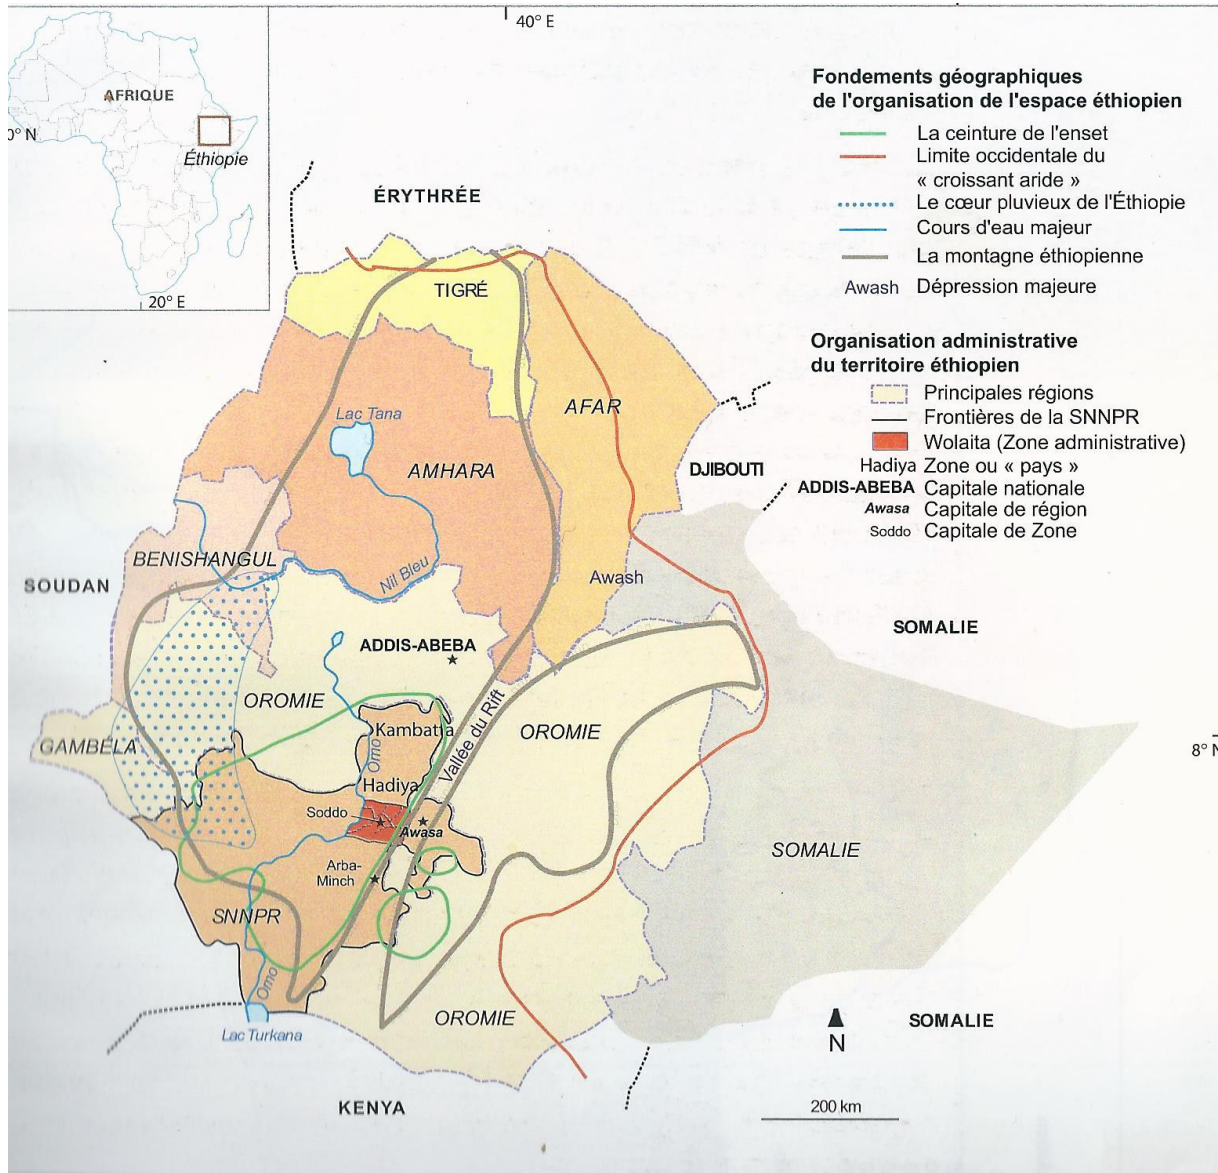 40° E
AFRIQUE
0° N
Éthiopie
20° E
Fondements géographiques
de l'organisation de l'espace éthiopien
La ceinture de l'enset
Limite occidentale du
« croissant aride »
Le cœur pluvieux de l'Éthiopie
Cours d'eau majeur
La montagne éthiopienne
Awash Dépression majeure
Organisation administrative
du territoire éthiopien
Principales régions
Frontières de la SNNPR
Wolaita (Zone administrative)
Hadiya Zone ou « pays »
ADDIS-ABEBA Capitale nationale
Awasa Capitale de région
Soddo Capitale de Zone
ÉRYTHRÉE
TIGRÉ
AFAR
Lac Tana
AMHARA
DJIBOUTI
BENISHANGUL
Nil Bleu
Awash
SOUDAN
SOMALIE
ADDIS-ABEBA
OROMIE
Vallée du Rift
OROMIE
Kambatta
GAMBÉLA
Omo
8° N
Hadiya
Soddo
Awasa
SOMALIE
Arba-
Minch
SNNPR
Omo
OROMIE
SOMALIE
Lac Turkana
N
KENYA
200 km